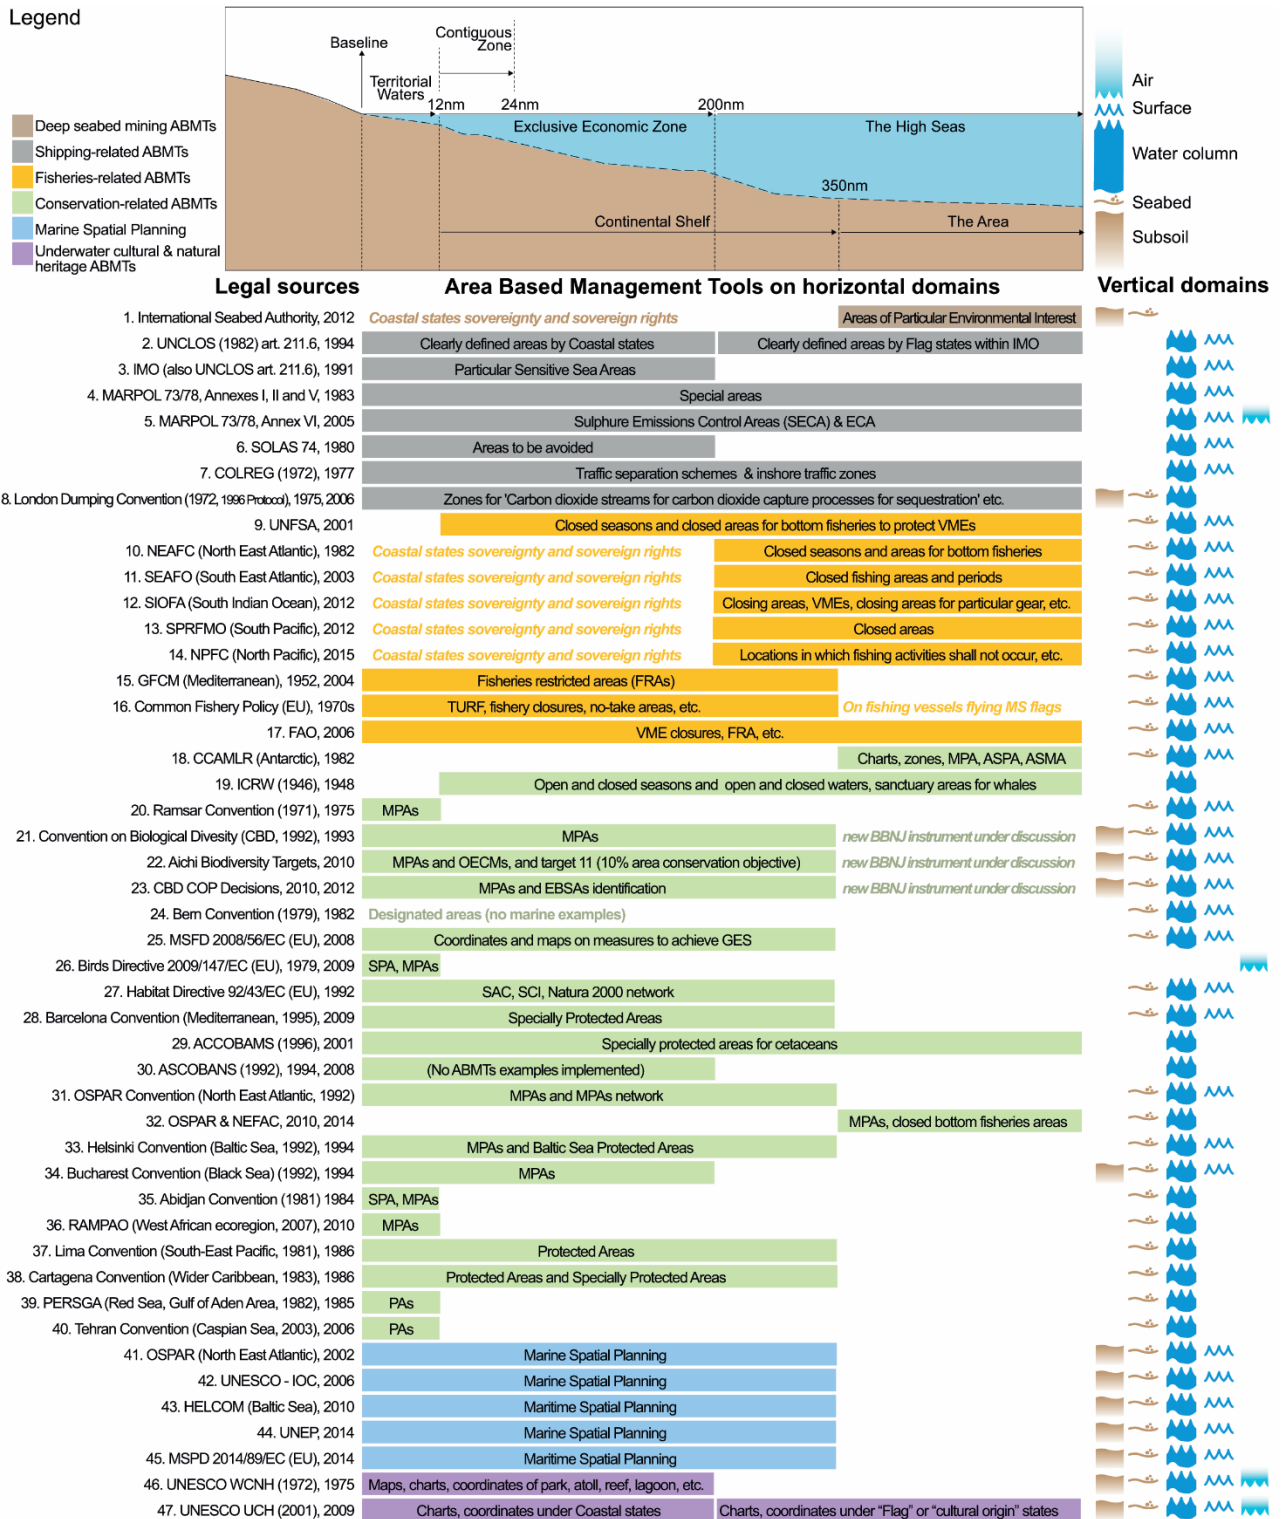 Legend
Baseline
Contiguous
Zone
Territorial
Waters
12nm
24nm
200nm
Exclusive Economic Zone
The High Seas
350nm
Continental Shelf
The Area
Deep seabed mining ABMTs
Shipping-related ABMTs
Fisheries-related ABMTs
Conservation-related ABMTs
Marine Spatial Planning
Underwater cultural & natural
heritage ABMTs
Air
Surface
Water column
Seabed
Subsoil
Legal sources Area Based Management Tools on horizontal domains Vertical domains
1. International Seabed Authority, 2012 Coastal states sovereignty and sovereign rights Areas of Particular Environmental Interest
2. UNCLOS (1982) art. 211.6, 1994 Clearly defined areas by Coastal states Clearly defined areas by Flag states within IMO
3. IMO (also UNCLOS art. 211.6), 1991 Particular Sensitive Sea Areas
4. MARPOL 73/78, Annexes I, II and V, 1983 Special areas
5. MARPOL 73/78, Annex VI, 2005 Sulphure Emissions Control Areas (SECA) & ECA
6. SOLAS 74, 1980 Areas to be avoided
7. COLREG (1972), 1977 Traffic separation schemes & inshore traffic zones
8. London Dumping Convention (1972, 1996 Protocol), 1975, 2006 Zones for 'Carbon dioxide streams for carbon dioxide capture processes for sequestration' etc.
9. UNFSA, 2001 Closed seasons and closed areas for bottom fisheries to protect VMEs
10. NEAFC (North East Atlantic), 1982 Coastal states sovereignty and sovereign rights Closed seasons and areas for bottom fisheries
11. SEAFO (South East Atlantic), 2003 Coastal states sovereignty and sovereign rights Closed fishing areas and periods
12. SIOFA (South Indian Ocean), 2012 Coastal states sovereignty and sovereign rights Closing areas, VMEs, closing areas for particular gear, etc.
13. SPRFMO (South Pacific), 2012 Coastal states sovereignty and sovereign rights Closed areas
14. NPFC (North Pacific), 2015 Coastal states sovereignty and sovereign rights Locations in which fishing activities shall not occur, etc.
15. GFCM (Mediterranean), 1952, 2004 Fisheries restricted areas (FRAs)
16. Common Fishery Policy (EU), 1970s TURF, fishery closures, no-take areas, etc. On fishing vessels flying MS flags
17. FAO, 2006 VME closures, FRA, etc.
18. CCAMLR (Antarctic), 1982 Charts, zones, MPA, ASPA, ASMA
19. ICRW (1946), 1948 Open and closed seasons and open and closed waters, sanctuary areas for whales
20. Ramsar Convention (1971), 1975 MPAs
21. Convention on Biological Divesity (CBD, 1992), 1993 MPAs new BBNJ instrument under discussion
22. Aichi Biodiversity Targets, 2010 MPAs and OECMs, and target 11 (10% area conservation objective) new BBNJ instrument under discussion
23. CBD COP Decisions, 2010, 2012 MPAs and EBSAs identification new BBNJ instrument under discussion
24. Bern Convention (1979), 1982 Designated areas (no marine examples)
25. MSFD 2008/56/EC (EU), 2008 Coordinates and maps on measures to achieve GES
26. Birds Directive 2009/147/EC (EU), 1979, 2009 SPA, MPAs
27. Habitat Directive 92/43/EC (EU), 1992 SAC, SCI, Natura 2000 network
28. Barcelona Convention (Mediterranean, 1995), 2009 Specially Protected Areas
29. ACCOBAMS (1996), 2001 Specially protected areas for cetaceans
30. ASCOBANS (1992), 1994, 2008 (No ABMTs examples implemented)
31. OSPAR Convention (North East Atlantic, 1992) MPAs and MPAs network
32. OSPAR & NEFAC, 2010, 2014 MPAs, closed bottom fisheries areas
33. Helsinki Convention (Baltic Sea, 1992), 1994 MPAs and Baltic Sea Protected Areas
34. Bucharest Convention (Black Sea) (1992), 1994 MPAs
35. Abidjan Convention (1981) 1984 SPA, MPAs
36. RAMPAO (West African ecoregion, 2007), 2010 MPAs
37. Lima Convention (South-East Pacific, 1981), 1986 Protected Areas
38. Cartagena Convention (Wider Caribbean, 1983), 1986 Protected Areas and Specially Protected Areas
39. PERSGA (Red Sea, Gulf of Aden Area, 1982), 1985 PAs
40. Tehran Convention (Caspian Sea, 2003), 2006 PAs
41. OSPAR (North East Atlantic), 2002 Marine Spatial Planning
42. UNESCO - IOC, 2006 Marine Spatial Planning
43. HELCOM (Baltic Sea), 2010 Maritime Spatial Planning
44. UNEP, 2014 Marine Spatial Planning
45. MSPD 2014/89/EC (EU), 2014 Maritime Spatial Planning
46. UNESCO WCNH (1972), 1975 Maps, charts, coordinates of park, atoll, reef, lagoon, etc.
47. UNESCO UCH (2001), 2009 Charts, coordinates under Coastal states Charts, coordinates under “Flag” or “cultural origin” states